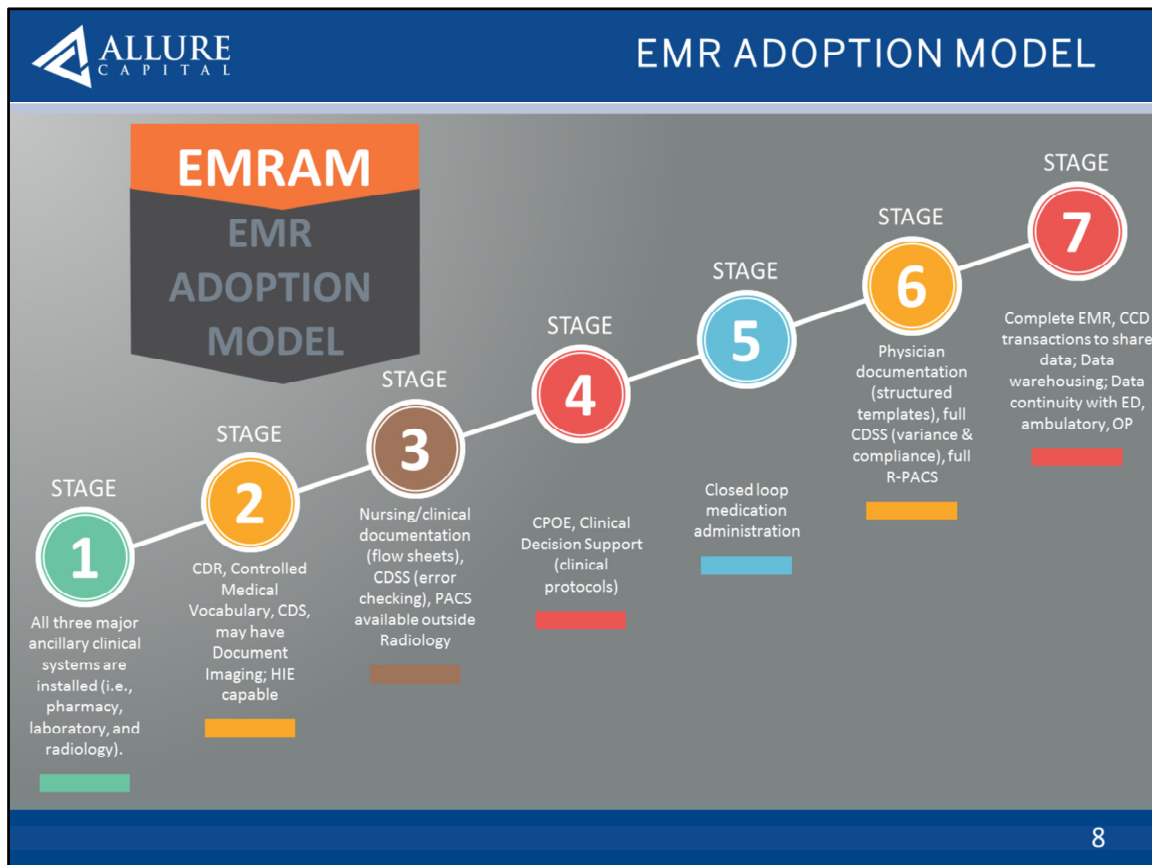 ALLURE
CAPITAL
EMR ADOPTION MODEL
EMRAM
EMR
ADOPTION
MODEL
STAGE
1
All three major
ancillary clinical
systems are
installed (i.e.,
pharmacy,
laboratory, and
radiology).
STAGE
2
CDR, Controlled
Medical
Vocabulary, CDS,
may have
Document
Imaging; HIE
capable
STAGE
3
Nursing/clinical
documentation
(flow sheets),
CDSS (error
checking), PACS
available outside
Radiology
STAGE
4
CPOE, Clinical
Decision Support
(clinical
protocols)
STAGE
5
Closed loop
medication
administration
STAGE
6
Physician
documentation
(structured
templates), full
CDSS (variance &
compliance), full
R-PACS
STAGE
7
Complete EMR, CCD
transactions to share
data; Data
warehousing; Data
continuity with ED,
ambulatory, OP
8